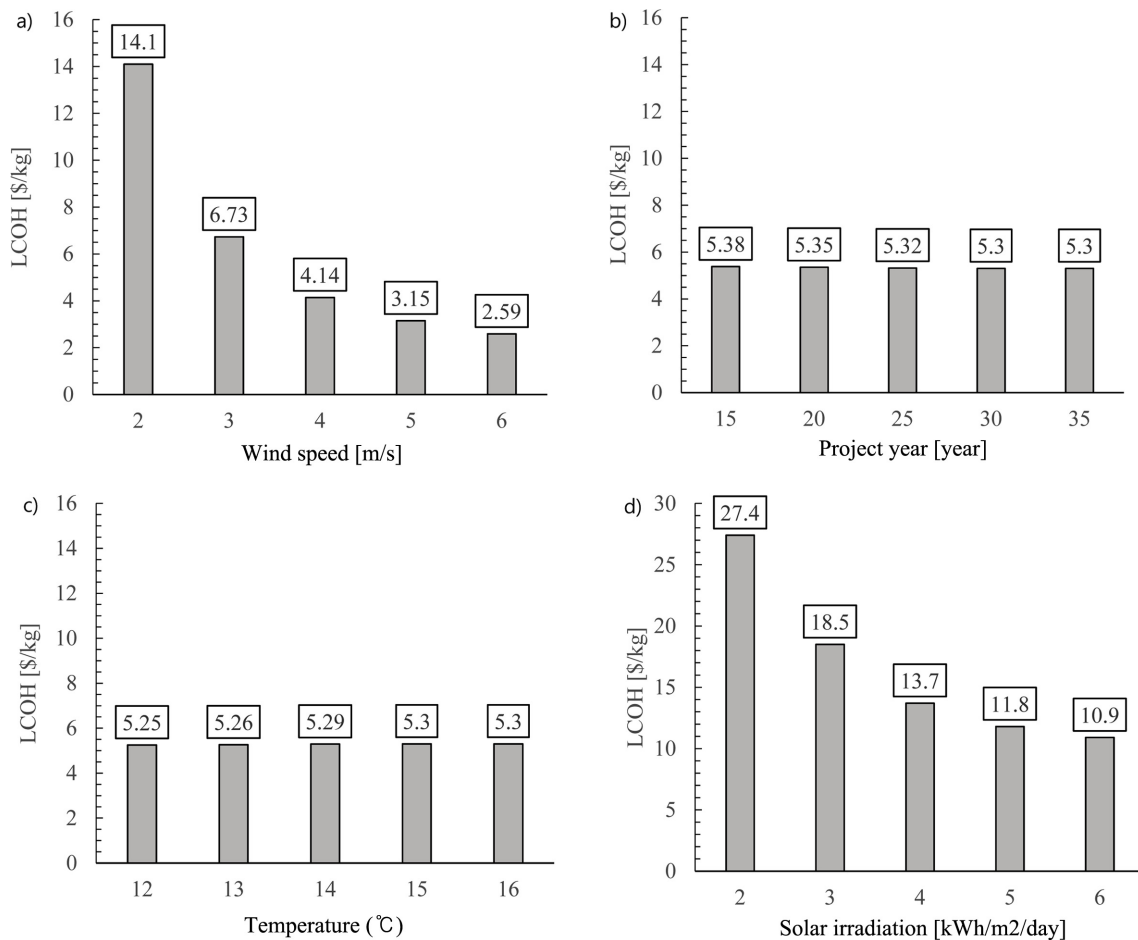 a)
16
14
12
10
8
6
4
2
0
LCOH [$/kg]
14.1
6.73
4.14
3.15
2.59
2 3 4 5 6
Wind speed [m/s]
b)
16
14
12
10
8
6
4
2
0
LCOH [$/kg]
5.38 5.35 5.32 5.3 5.3
15 20 25 30 35
Project year [year]
c)
16
14
12
10
8
6
4
2
0
LCOH [$/kg]
5.25 5.26 5.29 5.3 5.3
12 13 14 15 16
Temperature (℃)
d)
30
25
20
15
10
5
0
LCOH [$/kg]
27.4
18.5
13.7
11.8
10.9
2 3 4 5 6
Solar irradiation [kWh/m2/day]